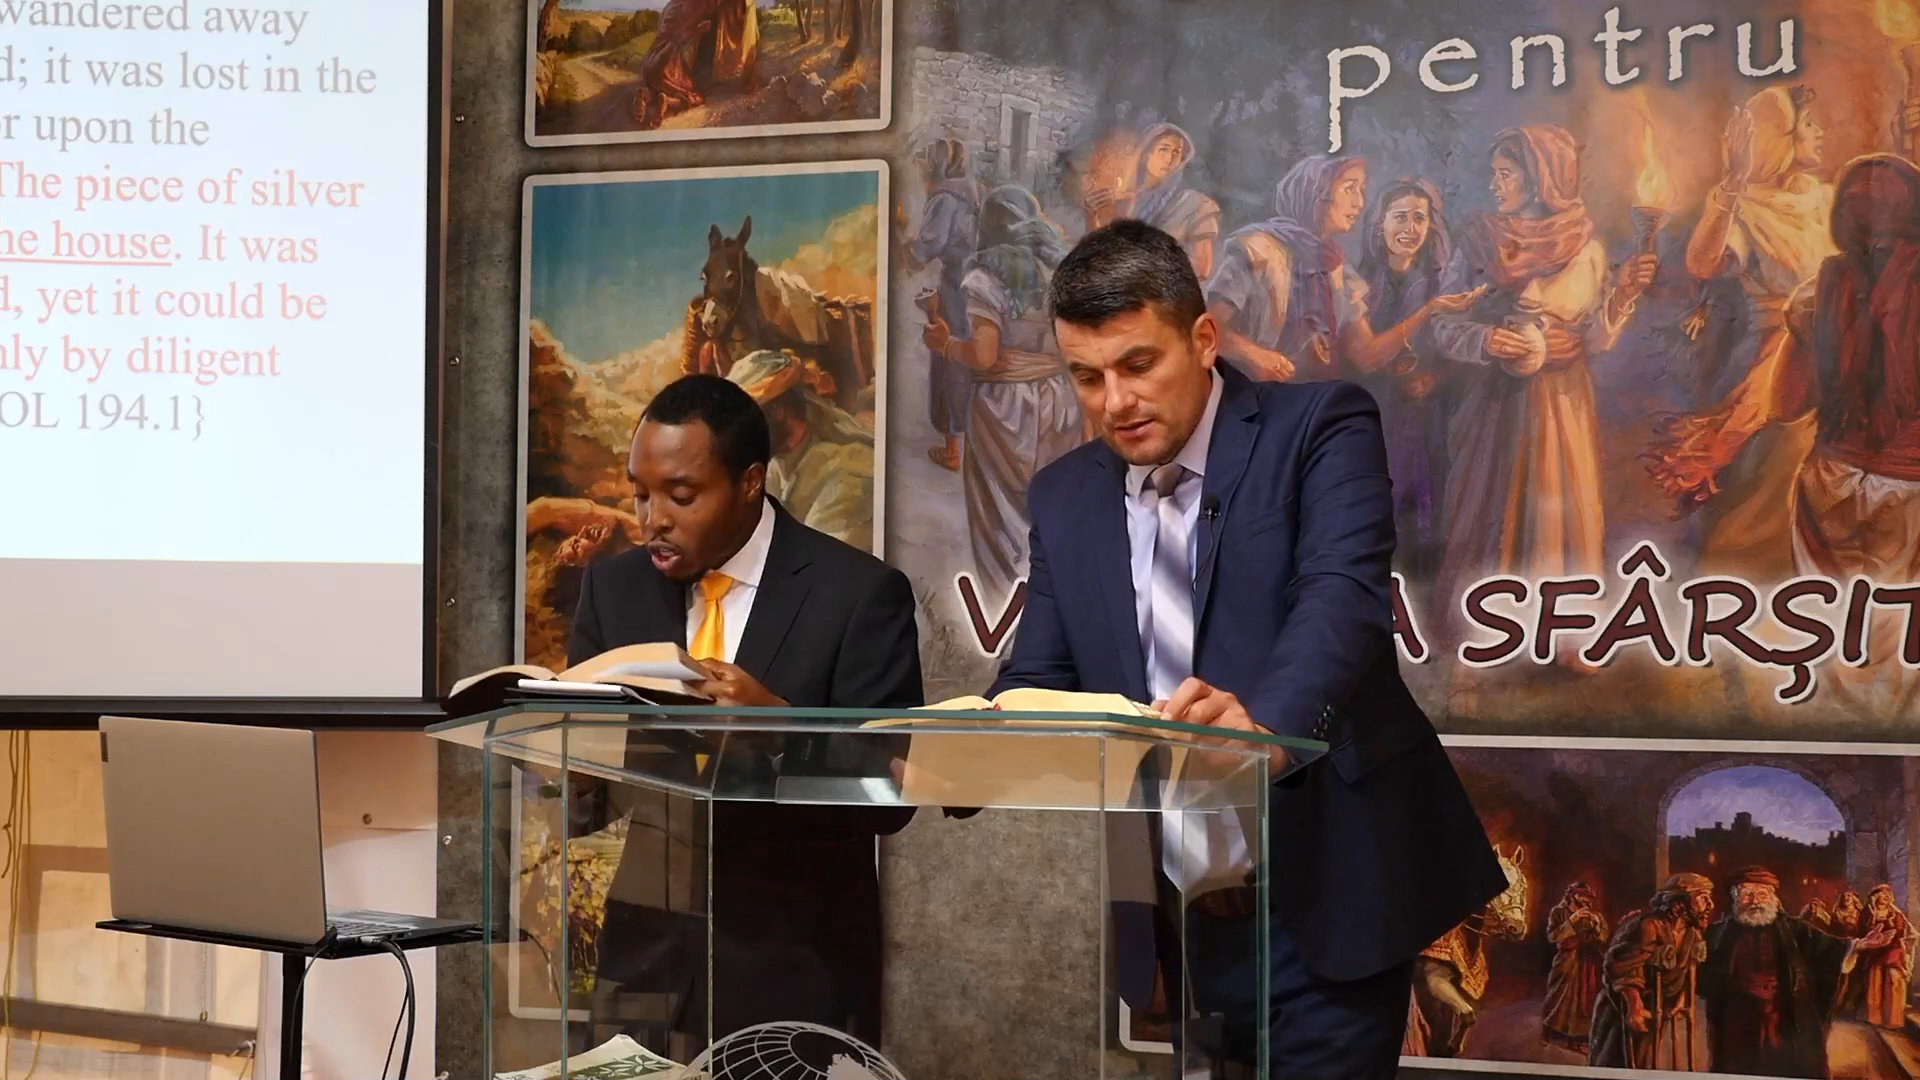 wandered away
d; it was lost in the
r upon the
The piece of silver
he house. It was
d, yet it could be
nly by diligent
OL 194.1}
pentru
V A SFÂRȘIT